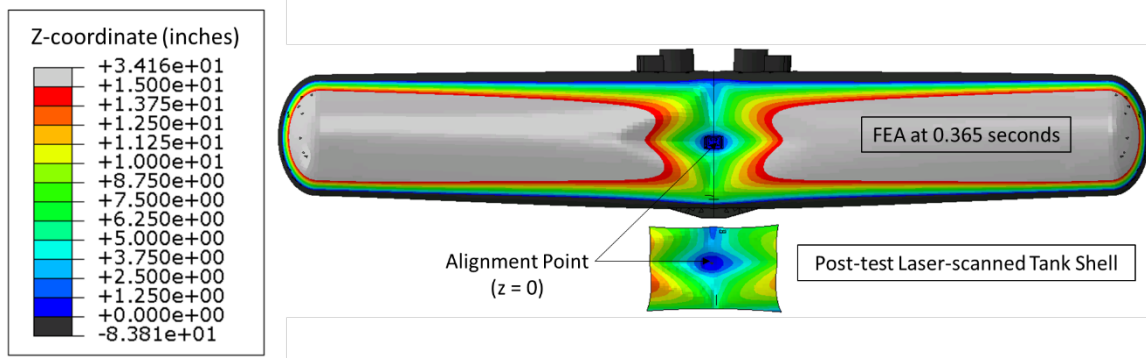 Z-coordinate (inches)
+3.416e+01
+1.500e+01
+1.375e+01
+1.250e+01
+1.125e+01
+1.000e+01
+8.750e+00
+7.500e+00
+6.250e+00
+5.000e+00
+3.750e+00
+2.500e+00
+1.250e+00
+0.000e+00
-8.381e+01
FEA at 0.365 seconds
Alignment Point
(z = 0)
Post-test Laser-scanned Tank Shell